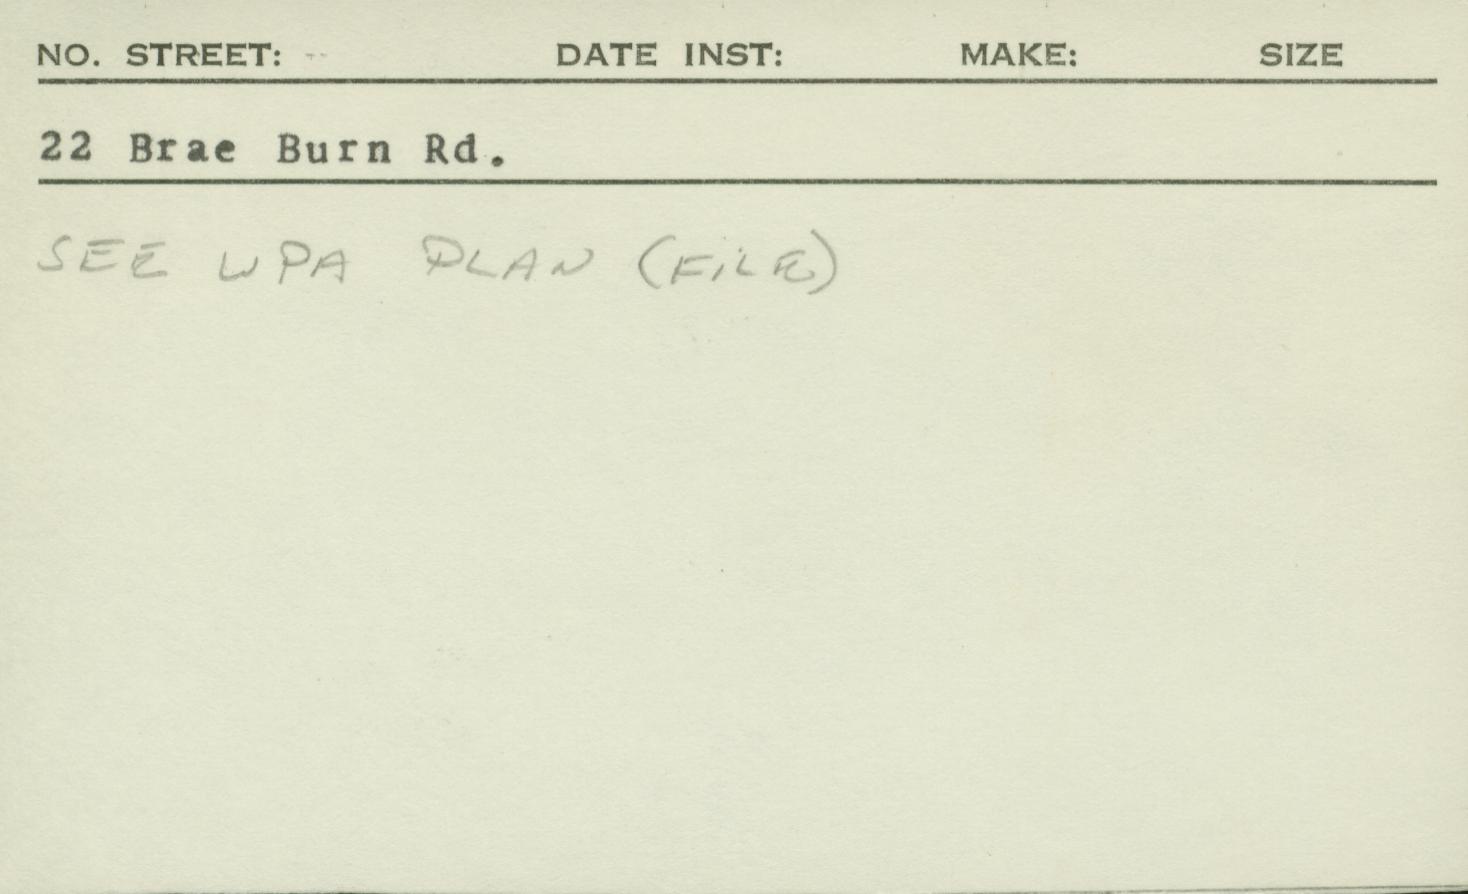 NO. STREET: DATE INST: MAKE: SIZE
22 Brae Burn Rd.
SEE WPA PLAN (FILE)